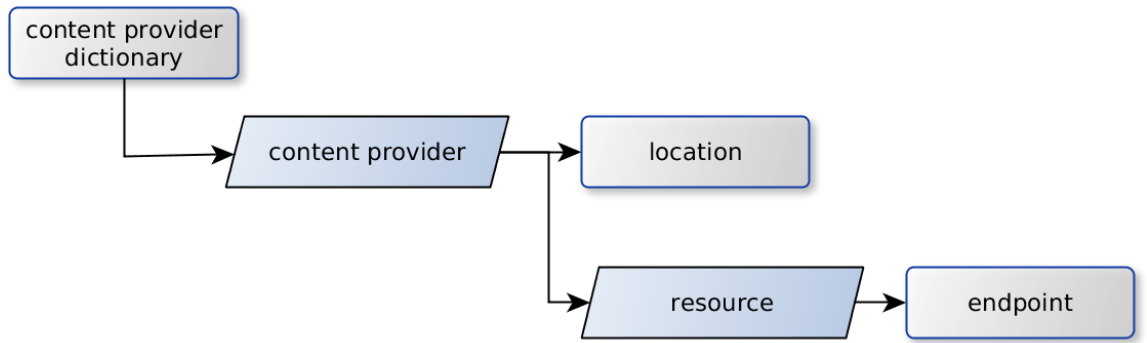 content provider
dictionary
content provider
location
resource
endpoint